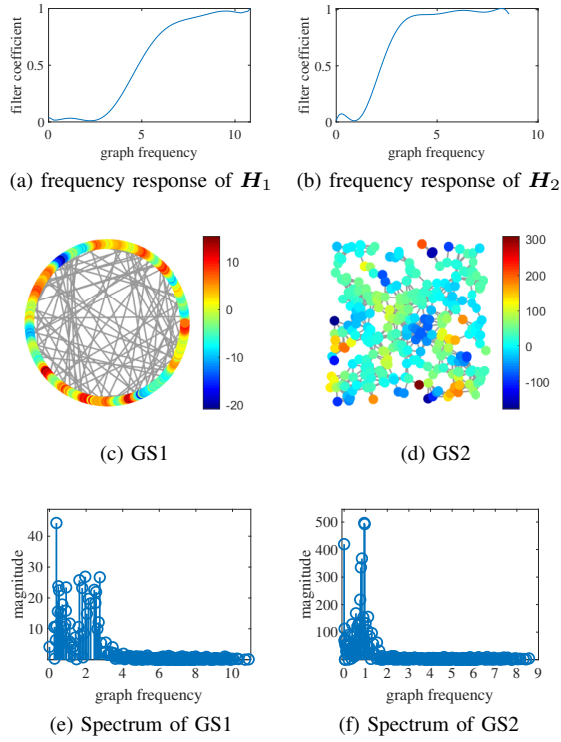 1
0.5
0
0 5 10
filter coefficient
graph frequency
(a) frequency response of H₁
1
0.5
0
0 5 10
filter coefficient
graph frequency
(b) frequency response of H₂
10
0
-10
-20
(c) GS1
300
200
100
0
-100
(d) GS2
40
30
20
10
0 2 4 6 8 10
magnitude
graph frequency
(e) Spectrum of GS1
500
400
300
200
100
0 1 2 3 4 5 6 7 8 9
magnitude
graph frequency
(f) Spectrum of GS2